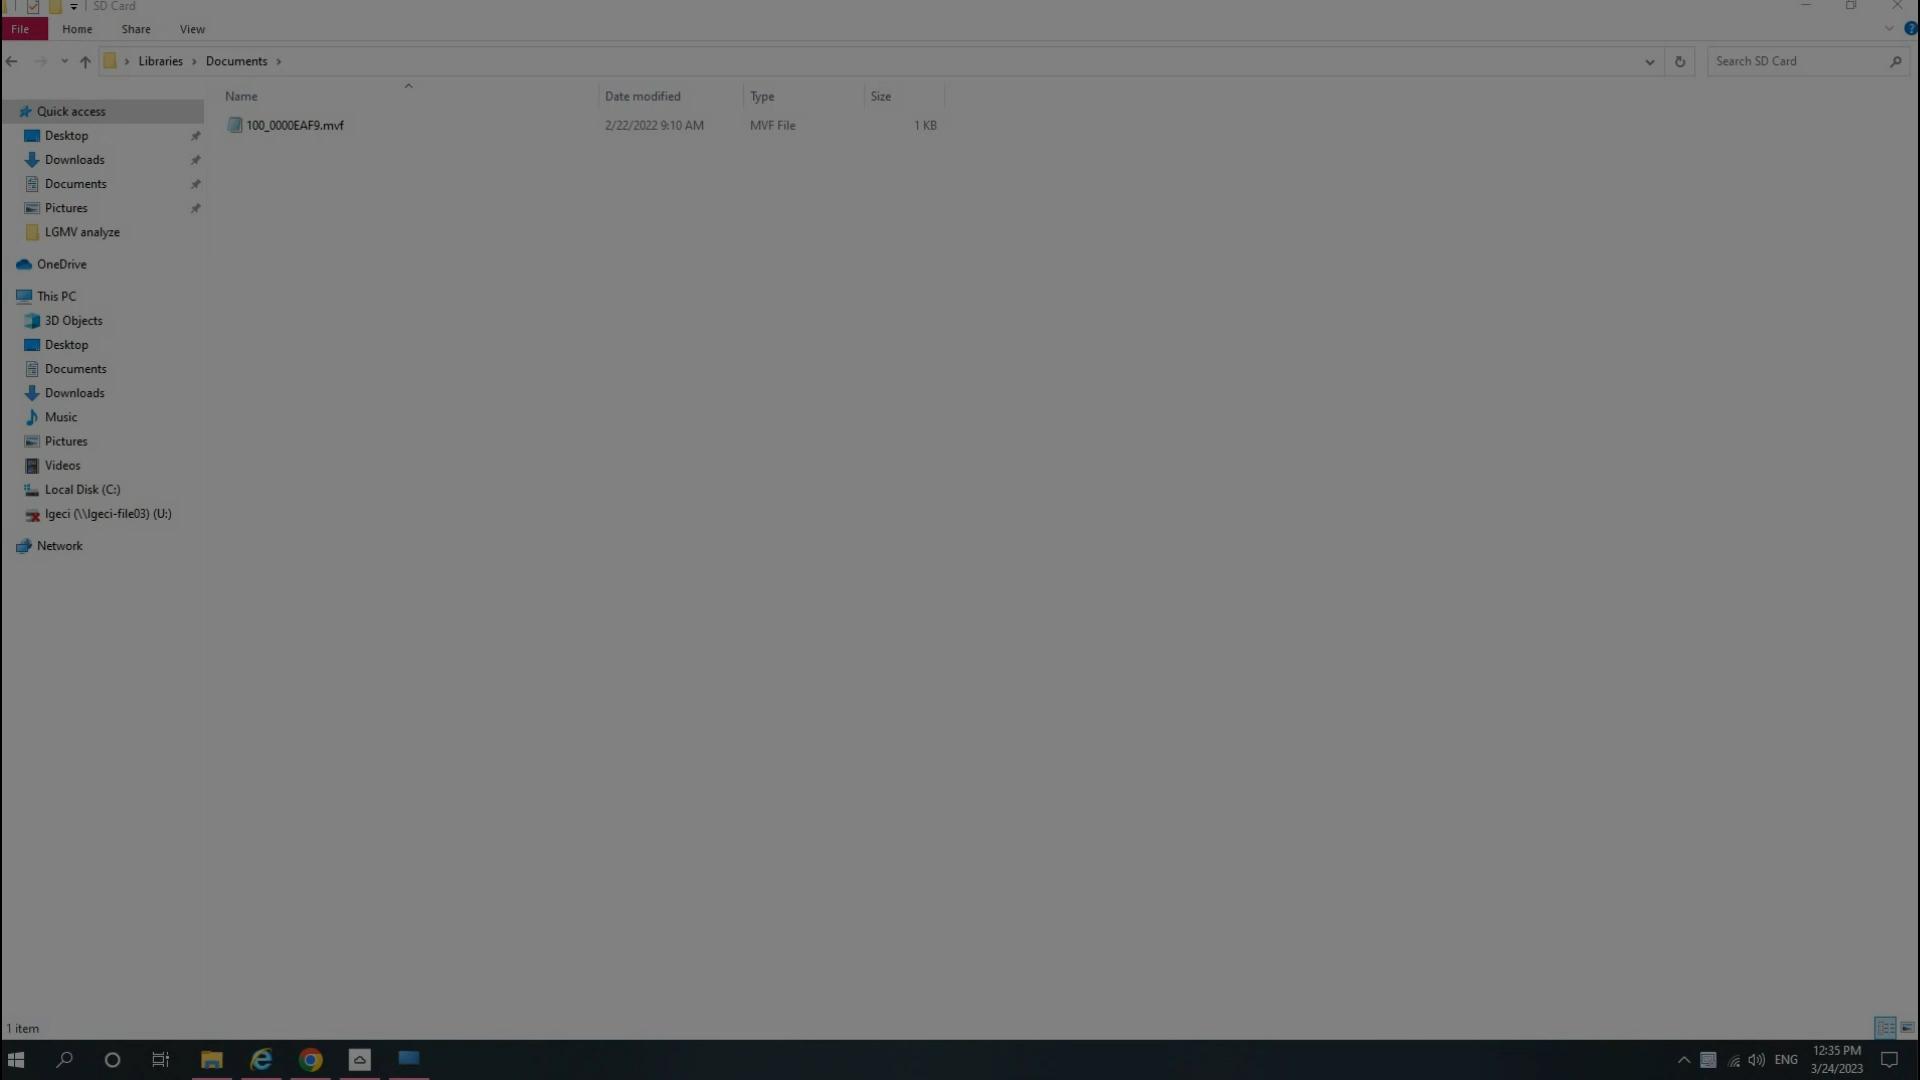 SD Card
File Home Share View
Libraries Documents Search SD Card
Name Date modified Type Size
100_0000EAF9.mvf 2/22/2022 9:10 AM MVF File 1 KB
Quick access
Desktop
Downloads
Documents
Pictures
LGMV analyze
OneDrive
This PC
3D Objects
Desktop
Documents
Downloads
Music
Pictures
Videos
Local Disk (C:)
lgeci (\\lgeci-file03) (U:)
Network
1 item
ENG
12:35 PM
3/24/2023